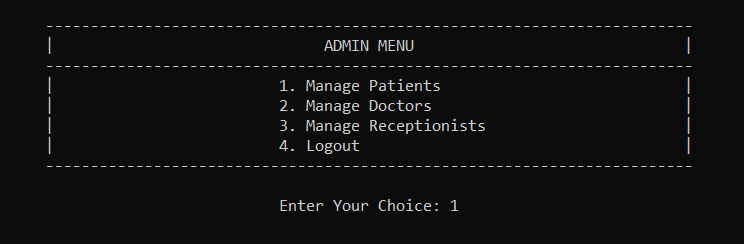 ------------------------------------------------------------------------
|                              ADMIN MENU                              |
------------------------------------------------------------------------
|                         1. Manage Patients                           |
|                         2. Manage Doctors                            |
|                         3. Manage Receptionists                      |
|                         4. Logout                                    |
------------------------------------------------------------------------
Enter Your Choice: 1